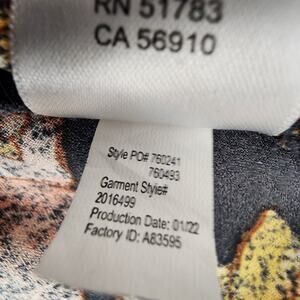 RN 51783
CA 56910
Style PO# 760241
760493
Garment Style#
2016499
Production Date: 01/22
Factory ID: A83595